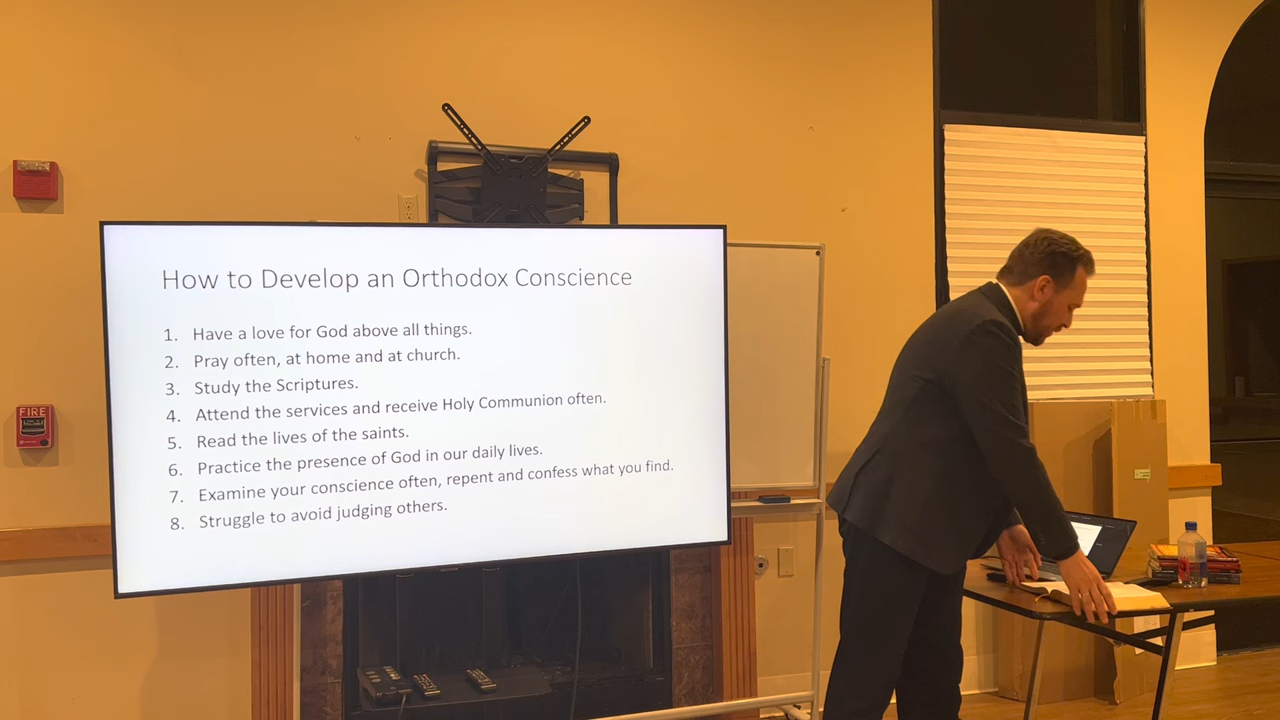 How to Develop an Orthodox Conscience
1. Have a love for God above all things.
2. Pray often, at home and at church.
3. Study the Scriptures.
4. Attend the services and receive Holy Communion often.
5. Read the lives of the saints.
6. Practice the presence of God in our daily lives.
7. Examine your conscience often, repent and confess what you find.
8. Struggle to avoid judging others.
FIRE